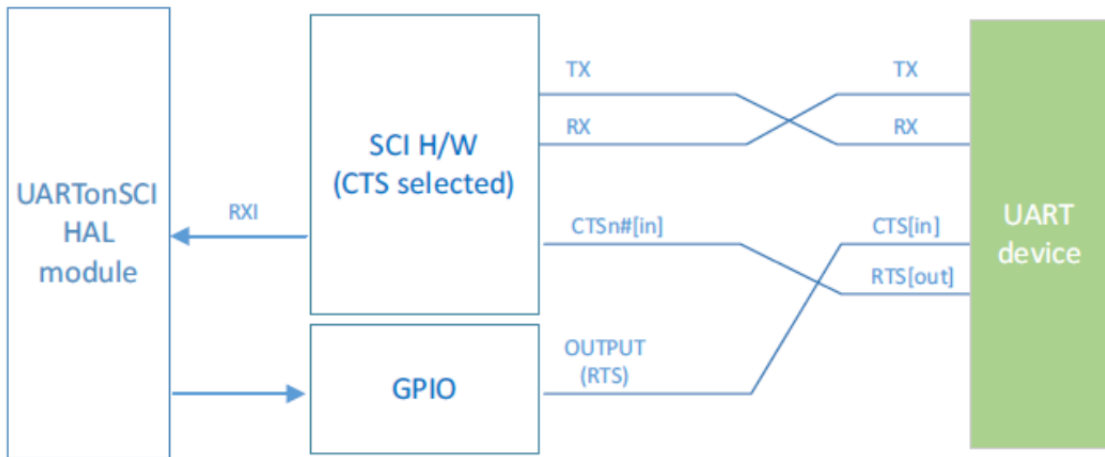 UARTonSCI
HAL
module
RXI
SCI H/W
(CTS selected)
GPIO
TX
RX
CTSn#[in]
OUTPUT
(RTS)
TX
RX
CTS[in]
RTS[out]
UART
device